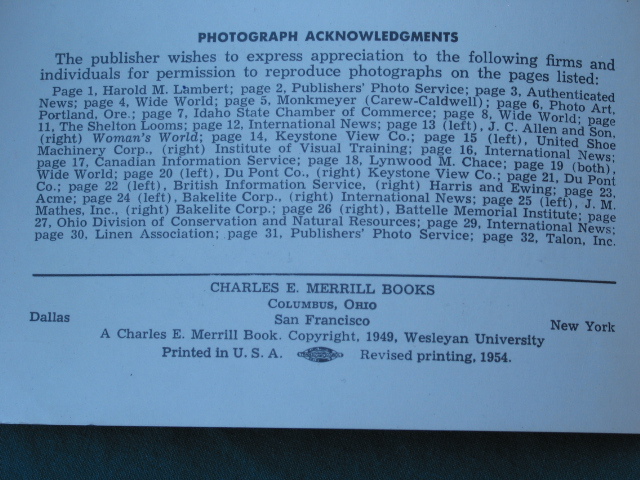 PHOTOGRAPH ACKNOWLEDGMENTS
The publisher wishes to express appreciation to the following firms and
individuals for permission to reproduce photographs on the pages listed:
Page 1, Harold M. Lambert; page 2, Publishers' Photo Service; page 3, Authenticated
News; page 4, Wide World; page 5, Monkmeyer (Carew-Caldwell); page 6, Photo Art,
Portland, Ore.; page 7, Idaho State Chamber of Commerce; page 8, Wide World; page
11, The Shelton Looms; page 12, International News; page 13 (left), J. C. Allen and Son,
(right) Woman's World; page 14, Keystone View Co.; page 15 (left), United Shoe
Machinery Corp., (right) Institute of Visual Training; page 16, International News;
page 17, Canadian Information Service; page 18, Lynwood M. Chace; page 19 (both),
Wide World; page 20 (left), Du Pont Co., (right) Keystone View Co.; page 21, Du Pont
Co.; page 22 (left), British Information Service, (right) Harris and Ewing; page 23,
Acme; page 24 (left), Bakelite Corp., (right) International News; page 25 (left), J. M.
Mathes, Inc., (right) Bakelite Corp.; page 26 (right), Battelle Memorial Institute; page
27, Ohio Division of Conservation and Natural Resources; page 29, International News;
page 30, Linen Association; page 31, Publishers' Photo Service; page 32, Talon, Inc.
CHARLES E. MERRILL BOOKS
COLUMBUS, OHIO
Dallas San Francisco New York
A Charles E. Merrill Book. Copyright, 1949, Wesleyan University
Printed in U. S. A. Revised printing, 1954.